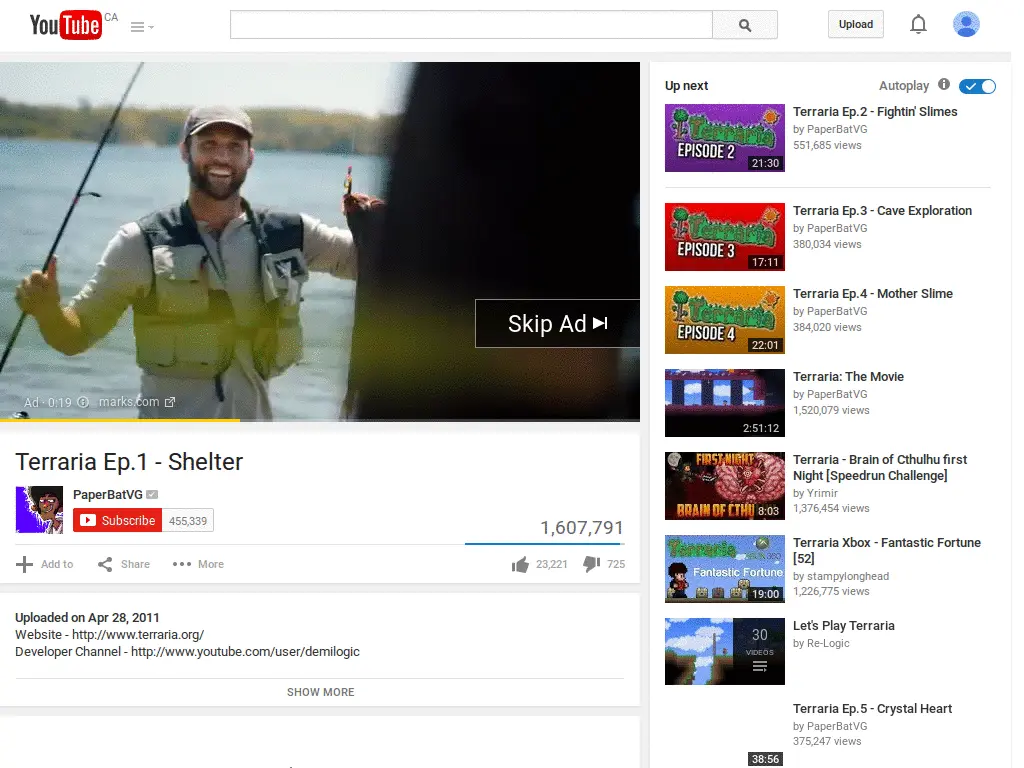 YouTube CA
Upload
Skip Ad
Ad · 0:19 marks.com
Terraria Ep.1 - Shelter
PaperBatVG
Subscribe 455,339
1,607,791
Add to Share More 23,221 725
Uploaded on Apr 28, 2011
Website - http://www.terraria.org/
Developer Channel - http://www.youtube.com/user/demilogic
SHOW MORE
Up next Autoplay
Terraria
EPISODE 2
21:30
Terraria Ep.2 - Fightin' Slimes
by PaperBatVG
551,685 views
Terraria
EPISODE 3
17:11
Terraria Ep.3 - Cave Exploration
by PaperBatVG
380,034 views
Terraria
EPISODE 4
22:01
Terraria Ep.4 - Mother Slime
by PaperBatVG
384,020 views
2:51:12
Terraria: The Movie
by PaperBatVG
1,520,079 views
FIRST NIGHT
BRAIN OF CTHU
8:03
Terraria - Brain of Cthulhu first
Night [Speedrun Challenge]
by Yrimir
1,376,454 views
Terraria
Fantastic Fortune
19:00
Terraria Xbox - Fantastic Fortune
[52]
by stampylonghead
1,226,775 views
30
VIDEOS
Let's Play Terraria
by Re-Logic
38:56
Terraria Ep.5 - Crystal Heart
by PaperBatVG
375,247 views